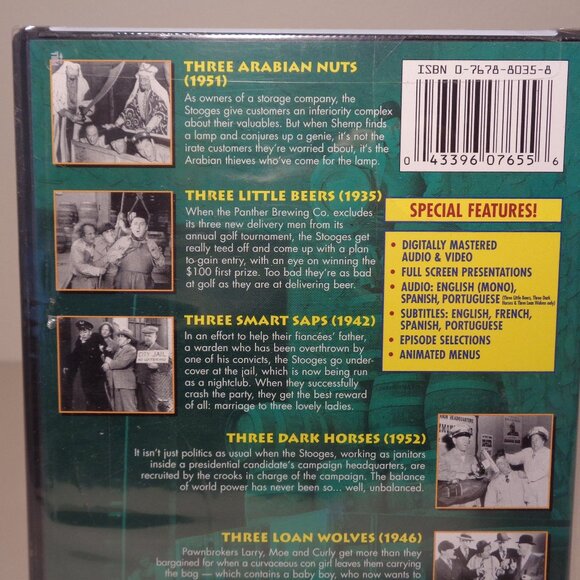 THREE ARABIAN NUTS
(1951)
As owners of a storage company, the
Stooges give customers an inferiority complex
about their valuables. But when Shemp finds
a lamp and conjures up a genie, it's not the
irate customers they're worried about, it's the
Arabian thieves who've come for the lamp.
ISBN 0-7678-8035-8
0 43396 07655 6
THREE LITTLE BEERS (1935)
When the Panther Brewing Co. excludes
its three new delivery men from its
annual golf tournament, the Stooges get
really teed off and come up with a plan
to gain entry, with an eye on winning the
$100 first prize. Too bad they're as bad
at golf as they are at delivering beer.
SPECIAL FEATURES!
• DIGITALLY MASTERED
AUDIO & VIDEO
• FULL SCREEN PRESENTATIONS
• AUDIO: ENGLISH (MONO),
SPANISH, PORTUGUESE (Three Little Beers, Three Dark
Horses & Three Loan Wolves only)
• SUBTITLES: ENGLISH, FRENCH,
SPANISH, PORTUGUESE
• EPISODE SELECTIONS
• ANIMATED MENUS
THREE SMART SAPS (1942)
In an effort to help their fiancées' father,
a warden who has been overthrown by
one of his convicts, the Stooges go under-
cover at the jail, which is now being run
as a nightclub. When they successfully
crash the party, they get the best reward
of all: marriage to three lovely ladies.
CITY JAIL
THREE DARK HORSES (1952)
It isn't just politics as usual when the Stooges, working as janitors
inside a presidential candidate's campaign headquarters, are
recruited by the crooks in charge of the campaign. The balance
of world power has never been so... well, unbalanced.
THREE LOAN WOLVES (1946)
Pawnbrokers Larry, Moe and Curly get more than they
bargained for when a curvaceous con girl leaves them carrying
the bag — which contains a baby boy, who now wants to